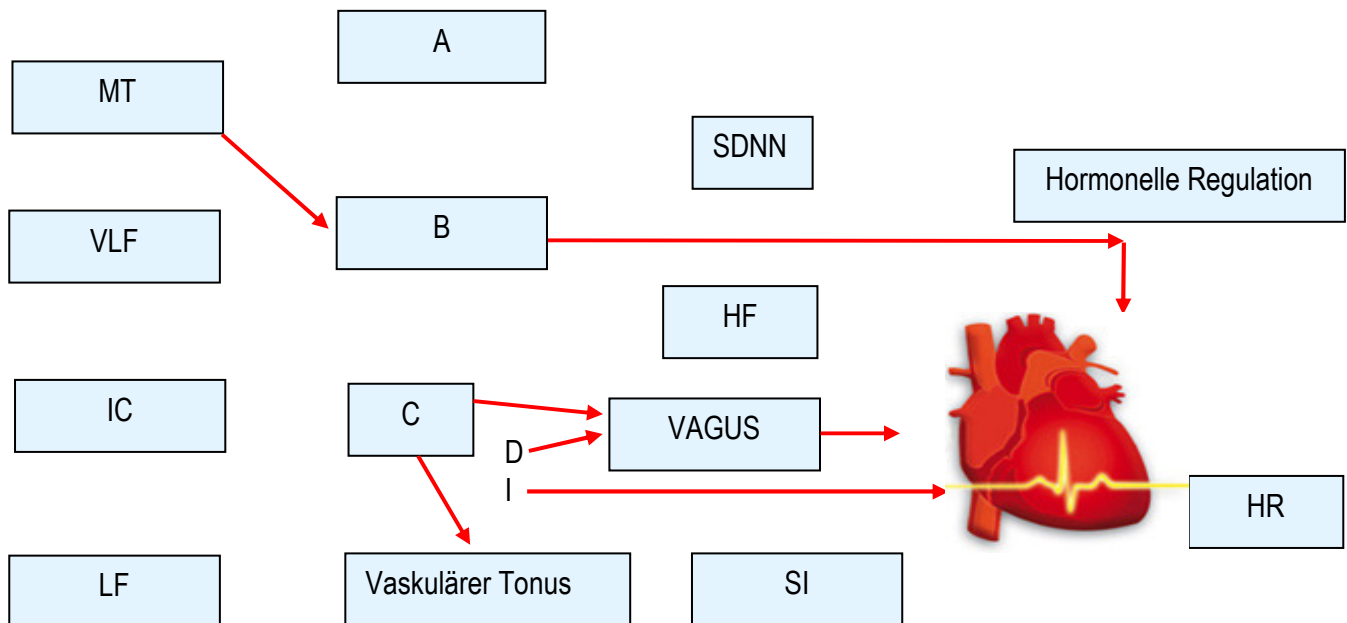 A
MT
SDNN
Hormonelle Regulation
B
VLF
HF
IC
C
VAGUS
D
I
HR
LF
Vaskulärer Tonus
SI